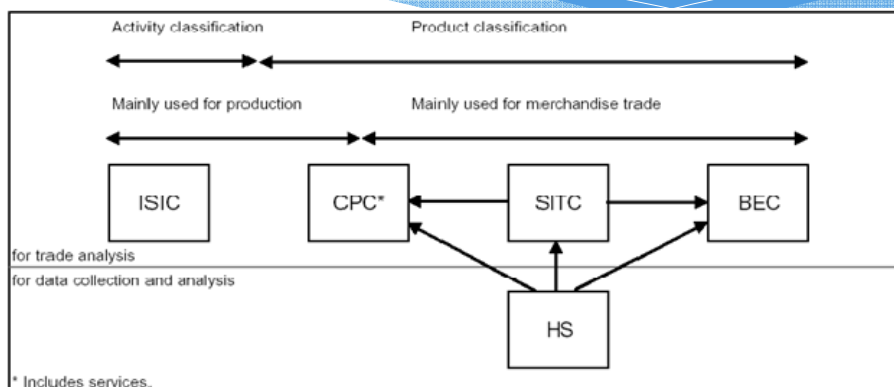 Activity classification Product classification
Mainly used for production Mainly used for merchandise trade
ISIC CPC* SITC BEC
for trade analysis
for data collection and analysis
HS
* Includes services.